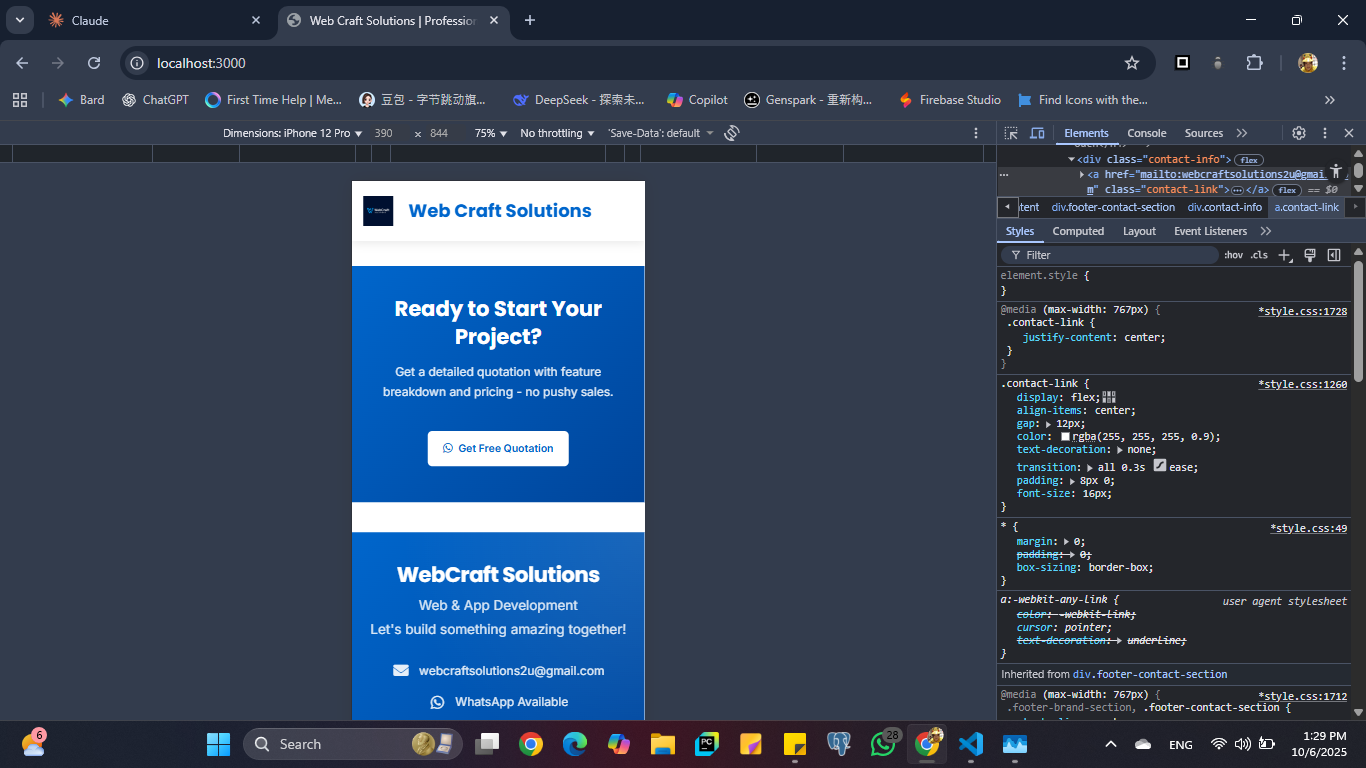 Claude
Web Craft Solutions | Profession
localhost:3000
Bard
ChatGPT
First Time Help | Me...
豆包 - 字节跳动旗...
DeepSeek - 探索未...
Copilot
Genspark - 重新构...
Firebase Studio
Find Icons with the...
Dimensions: iPhone 12 Pro
390 x 844
75%
No throttling
'Save-Data': default
Web Craft Solutions
Ready to Start Your
Project?
Get a detailed quotation with feature
breakdown and pricing - no pushy sales.
Get Free Quotation
WebCraft Solutions
Web & App Development
Let's build something amazing together!
webcraftsolutions2u@gmail.com
WhatsApp Available
Elements
Console
Sources
<div class="contact-info"> flex
<a href="mailto:webcraftsolutions2u@gmai
m" class="contact-link"> </a> flex == $0
ntent
div.footer-contact-section
div.contact-info
a.contact-link
Styles
Computed
Layout
Event Listeners
Filter
:hov .cls
element.style {
}
@media (max-width: 767px) {
*style.css:1728
.contact-link {
justify-content: center;
}
}
.contact-link {
*style.css:1260
display: flex;
align-items: center;
gap: 12px;
color: rgba(255, 255, 255, 0.9);
text-decoration: none;
transition: all 0.3s ease;
padding: 8px 0;
font-size: 16px;
}
* {
*style.css:49
margin: 0;
padding: 0;
box-sizing: border-box;
}
a:-webkit-any-link {
user agent stylesheet
color: -webkit-link;
cursor: pointer;
text-decoration: underline;
}
Inherited from div.footer-contact-section
@media (max-width: 767px) {
*style.css:1712
.footer-brand-section, .footer-contact-section {
6
Search
28
ENG
1:29 PM
10/6/2025